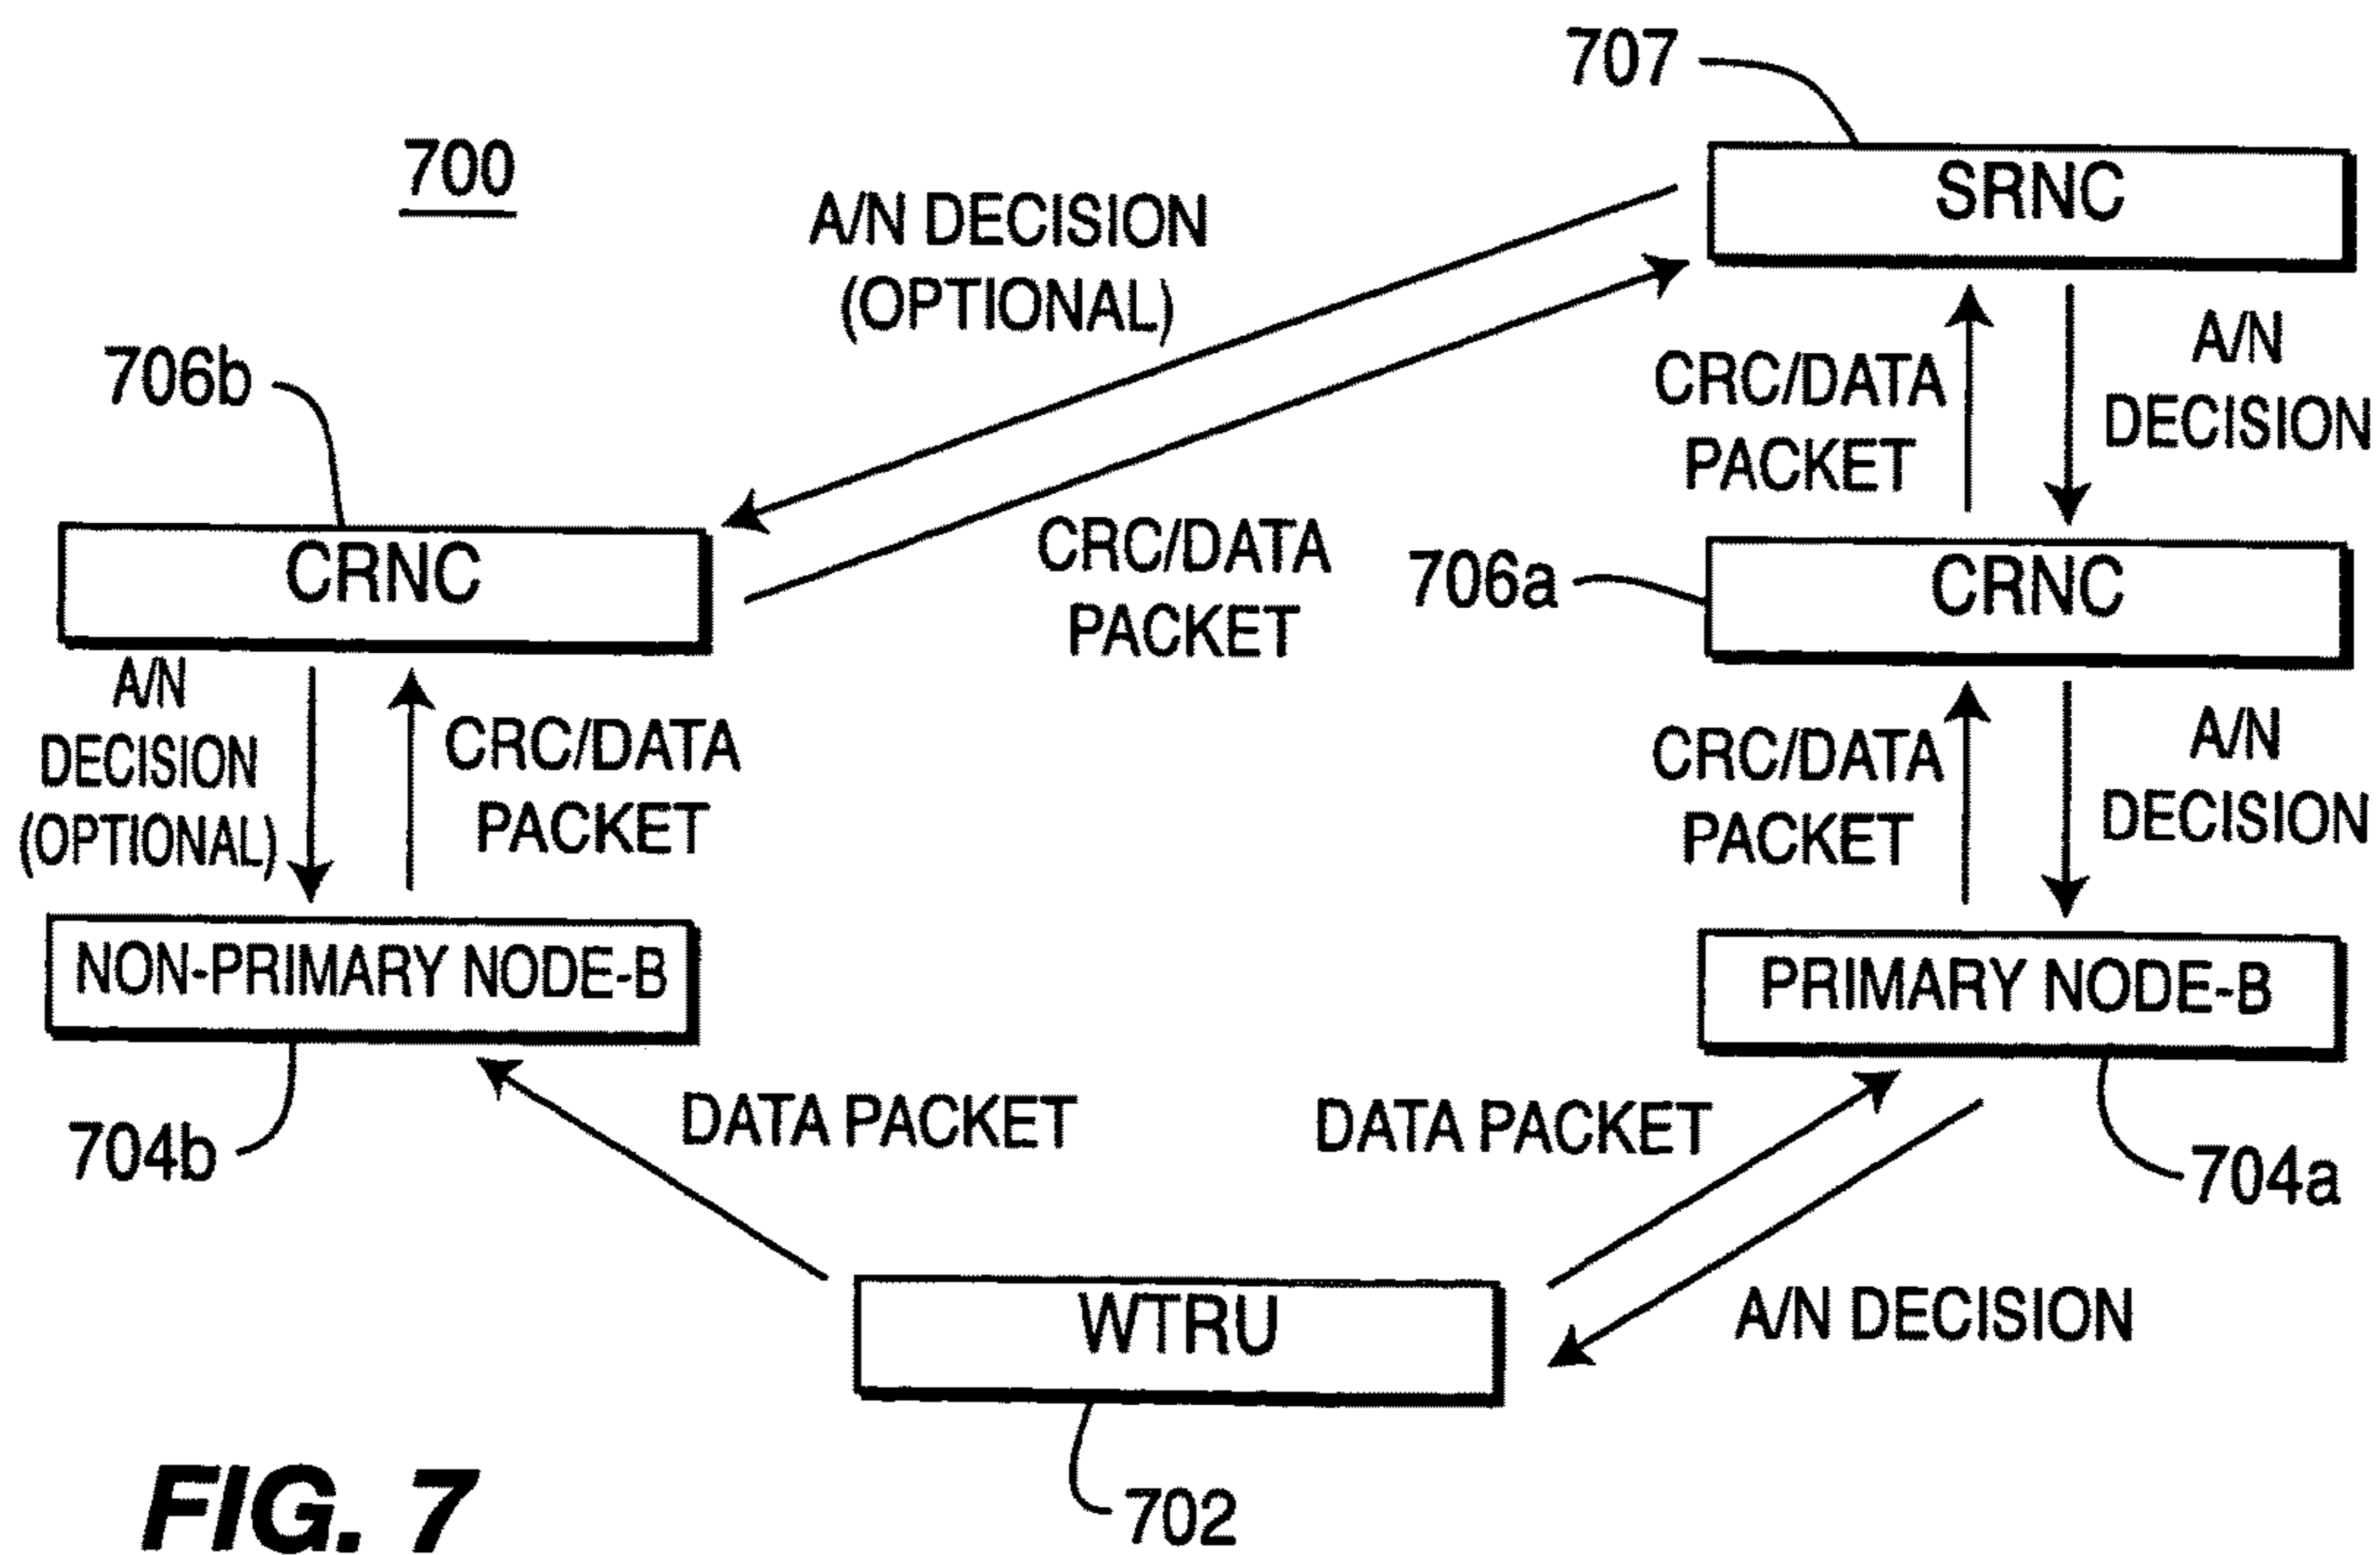 707
700
SRNC
A/N DECISION
(OPTIONAL)
706b
CRC/DATA
PACKET
A/N
DECISION
CRNC
CRC/DATA
PACKET
706a
CRNC
A/N
DECISION
(OPTIONAL)
CRC/DATA
PACKET
CRC/DATA
PACKET
A/N
DECISION
NON-PRIMARY NODE-B
PRIMARY NODE-B
704b
DATA PACKET
DATA PACKET
704a
WTRU
A/N DECISION
702
FIG. 7